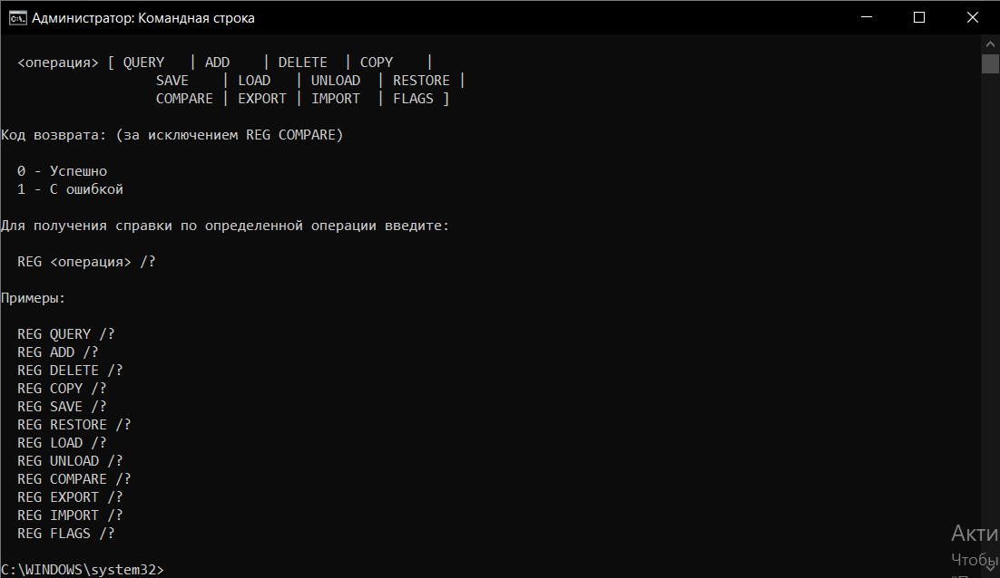 Администратор: Командная строка
<операция> [ QUERY | ADD | DELETE | COPY |
SAVE | LOAD | UNLOAD | RESTORE |
COMPARE | EXPORT | IMPORT | FLAGS ]
Код возврата: (за исключением REG COMPARE)
0 - Успешно
1 - С ошибкой
Для получения справки по определенной операции введите:
REG <операция> /?
Примеры:
REG QUERY /?
REG ADD /?
REG DELETE /?
REG COPY /?
REG SAVE /?
REG RESTORE /?
REG LOAD /?
REG UNLOAD /?
REG COMPARE /?
REG EXPORT /?
REG IMPORT /?
REG FLAGS /?
Акти
Чтобы
C:\WINDOWS\system32>